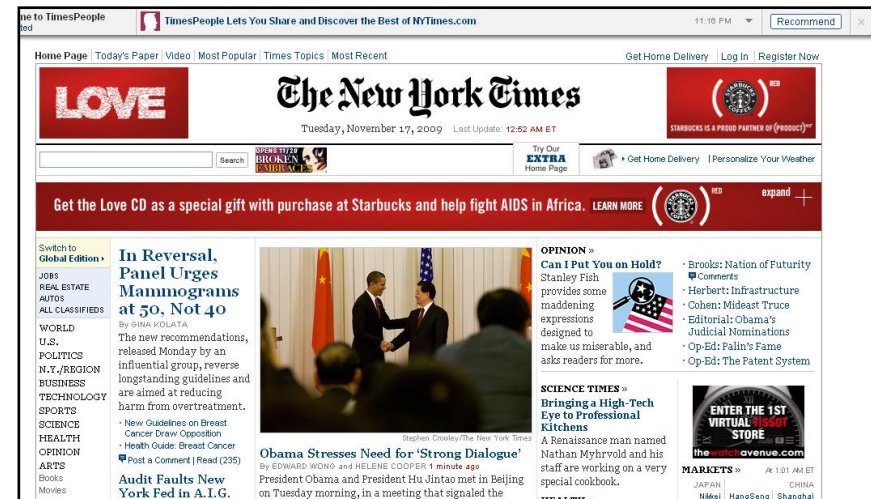 me to TimesPeople
ted
TimesPeople Lets You Share and Discover the Best of NYTimes.com
11:16 PM
Recommend
Home Page
Today's Paper
Video
Most Popular
Times Topics
Most Recent
Get Home Delivery
Log In
Register Now
LOVE
The New York Times
Tuesday, November 17, 2009 Last Update: 12:52 AM ET
STARBUCKS COFFEE
RED
STARBUCKS IS A PROUD PARTNER OF (PRODUCT)RED
Search
OPENS 11/20
BROKEN
EMBRACES
Try Our
EXTRA
Home Page
Get Home Delivery
Personalize Your Weather
Get the Love CD as a special gift with purchase at Starbucks and help fight AIDS in Africa. LEARN MORE
RED
expand
Switch to
Global Edition
JOBS
REAL ESTATE
AUTOS
ALL CLASSIFIEDS
WORLD
U.S.
POLITICS
N.Y./REGION
BUSINESS
TECHNOLOGY
SPORTS
SCIENCE
HEALTH
OPINION
ARTS
Books
Movies
In Reversal,
Panel Urges
Mammograms
at 50, Not 40
By GINA KOLATA
The new recommendations,
released Monday by an
influential group, reverse
longstanding guidelines and
are aimed at reducing
harm from overtreatment.
· New Guidelines on Breast
Cancer Draw Opposition
· Health Guide: Breast Cancer
Post a Comment | Read (235)
Audit Faults New
York Fed in A.I.G.
Stephen Crowley/The New York Times
Obama Stresses Need for 'Strong Dialogue'
By EDWARD WONG and HELENE COOPER 1 minute ago
President Obama and President Hu Jintao met in Beijing
on Tuesday morning, in a meeting that signaled the
OPINION »
Can I Put You on Hold?
Stanley Fish
provides some
maddening
expressions
designed to
make us miserable, and
asks readers for more.
· Brooks: Nation of Futurity
Comments
· Herbert: Infrastructure
· Cohen: Mideast Truce
· Editorial: Obama's
Judicial Nominations
· Op-Ed: Palin's Fame
· Op-Ed: The Patent System
SCIENCE TIMES »
Bringing a High-Tech
Eye to Professional
Kitchens
A Renaissance man named
Nathan Myhrvold and his
staff are working on a very
special cookbook.
HEALTH »
ENTER THE 1ST
VIRTUAL TISSOT
STORE
thewatchavenue.com
MARKETS » At 1:01 AM ET
JAPAN
CHINA
Nikkei
HangSeng
Shanghai